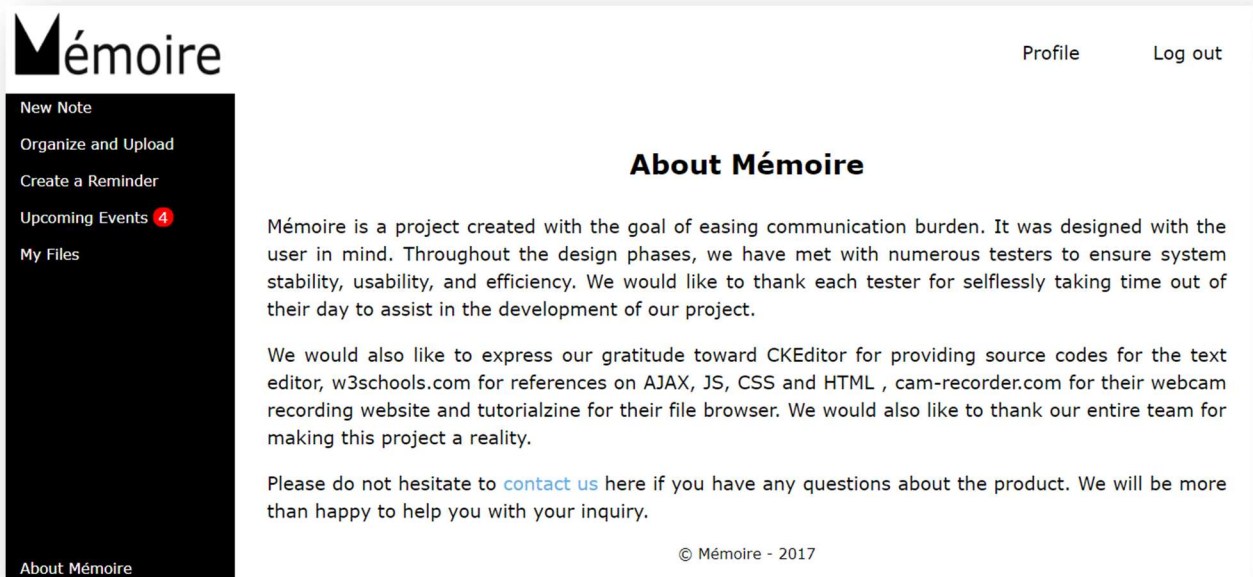 Mémoire
Profile
Log out
New Note
Organize and Upload
Create a Reminder
Upcoming Events 4
My Files
About Mémoire
About Mémoire
Mémoire is a project created with the goal of easing communication burden. It was designed with the
user in mind. Throughout the design phases, we have met with numerous testers to ensure system
stability, usability, and efficiency. We would like to thank each tester for selflessly taking time out of
their day to assist in the development of our project.
We would also like to express our gratitude toward CKEditor for providing source codes for the text
editor, w3schools.com for references on AJAX, JS, CSS and HTML , cam-recorder.com for their webcam
recording website and tutorialzine for their file browser. We would also like to thank our entire team for
making this project a reality.
Please do not hesitate to contact us here if you have any questions about the product. We will be more
than happy to help you with your inquiry.
© Mémoire - 2017